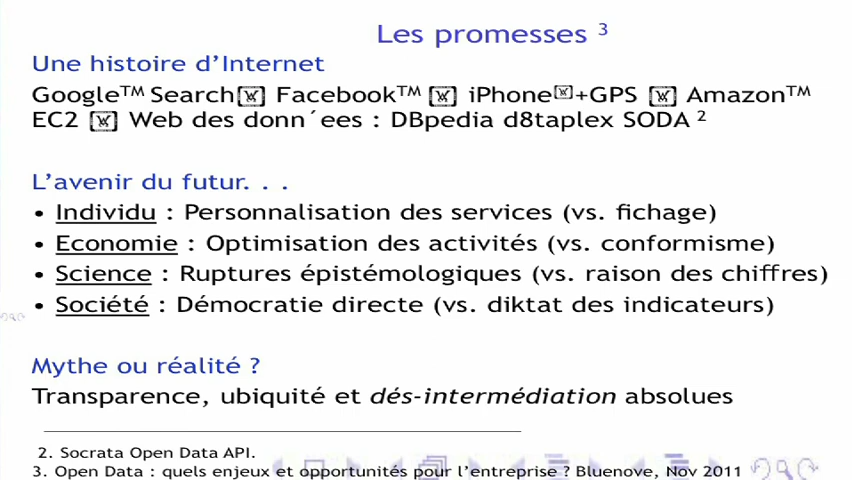 Les promesses 3
Une histoire d'Internet
Google™ Search Facebook™ iPhone+GPS Amazon™
EC2 Web des donn´ees : DBpedia d8taplex SODA 2
L'avenir du futur. . .
• Individu : Personnalisation des services (vs. fichage)
• Economie : Optimisation des activités (vs. conformisme)
• Science : Ruptures épistémologiques (vs. raison des chiffres)
• Société : Démocratie directe (vs. diktat des indicateurs)
Mythe ou réalité ?
Transparence, ubiquité et dés-intermédiation absolues
2. Socrata Open Data API.
3. Open Data : quels enjeux et opportunités pour l'entreprise ? Bluenove, Nov 2011